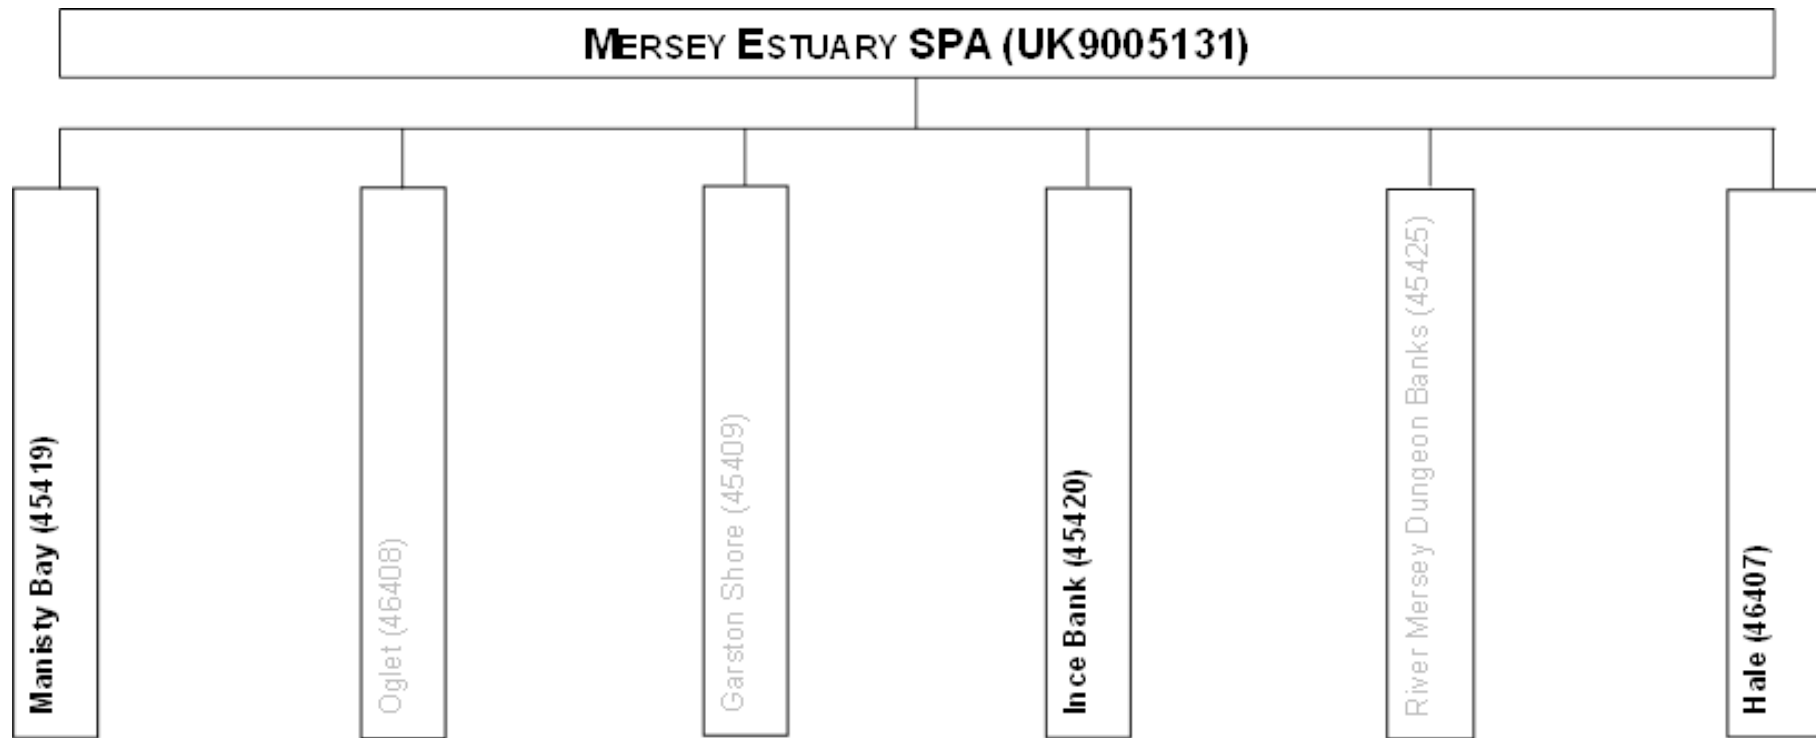 MERSEY ESTUARY SPA (UK9005131)
Manisty Bay (45419)
Oglet (46408)
Garston Shore (45409)
Ince Bank (45420)
River Mersey Dungeon Banks (45425)
Hale (46407)